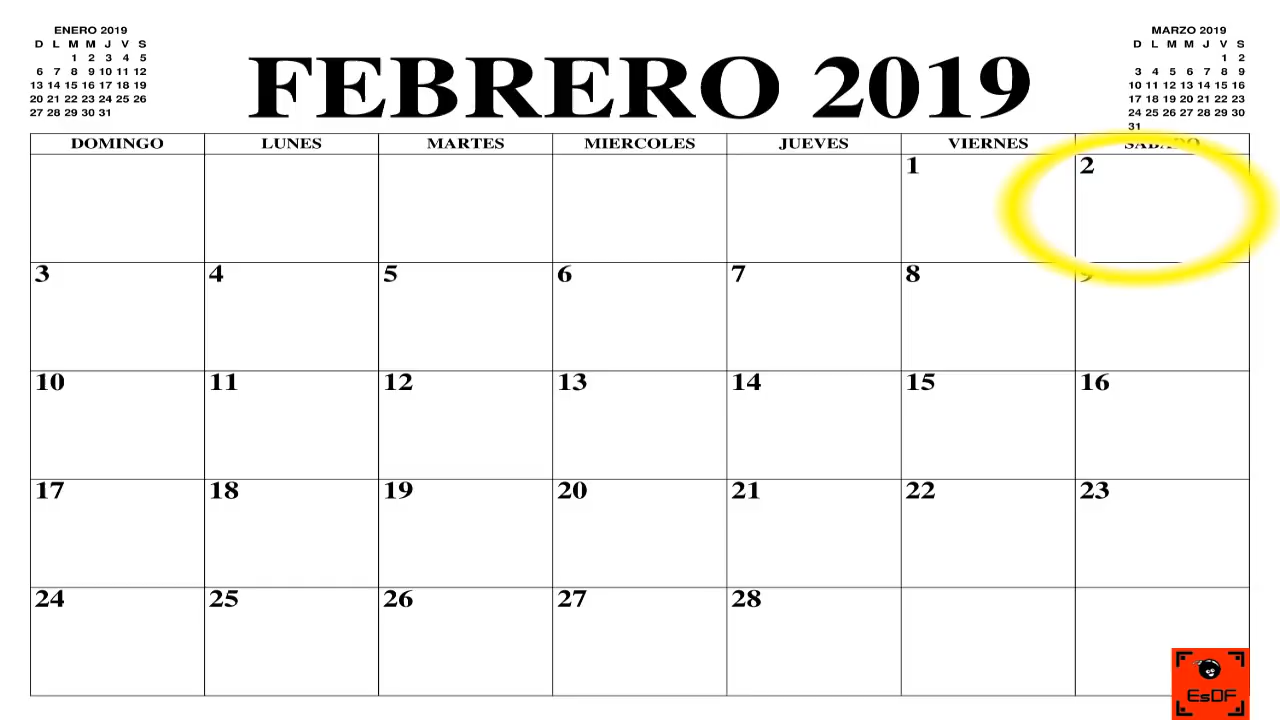 ENERO 2019
D L M M J V S
1 2 3 4 5
6 7 8 9 10 11 12
13 14 15 16 17 18 19
20 21 22 23 24 25 26
27 28 29 30 31
FEBRERO 2019
MARZO 2019
D L M M J V S
1 2
3 4 5 6 7 8 9
10 11 12 13 14 15 16
17 18 19 20 21 22 23
24 25 26 27 28 29 30
31
DOMINGO LUNES MARTES MIERCOLES JUEVES VIERNES SABADO
1 2
3 4 5 6 7 8 9
10 11 12 13 14 15 16
17 18 19 20 21 22 23
24 25 26 27 28
EsDF